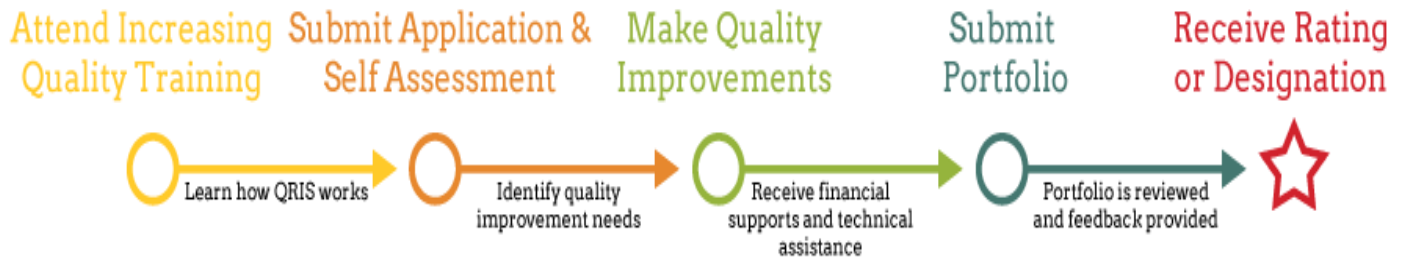 Attend Increasing
Quality Training
Submit Application &
Self Assessment
Make Quality
Improvements
Submit
Portfolio
Receive Rating
or Designation
Learn how QRIS works
Identify quality
improvement needs
Receive financial
supports and technical
assistance
Portfolio is reviewed
and feedback provided